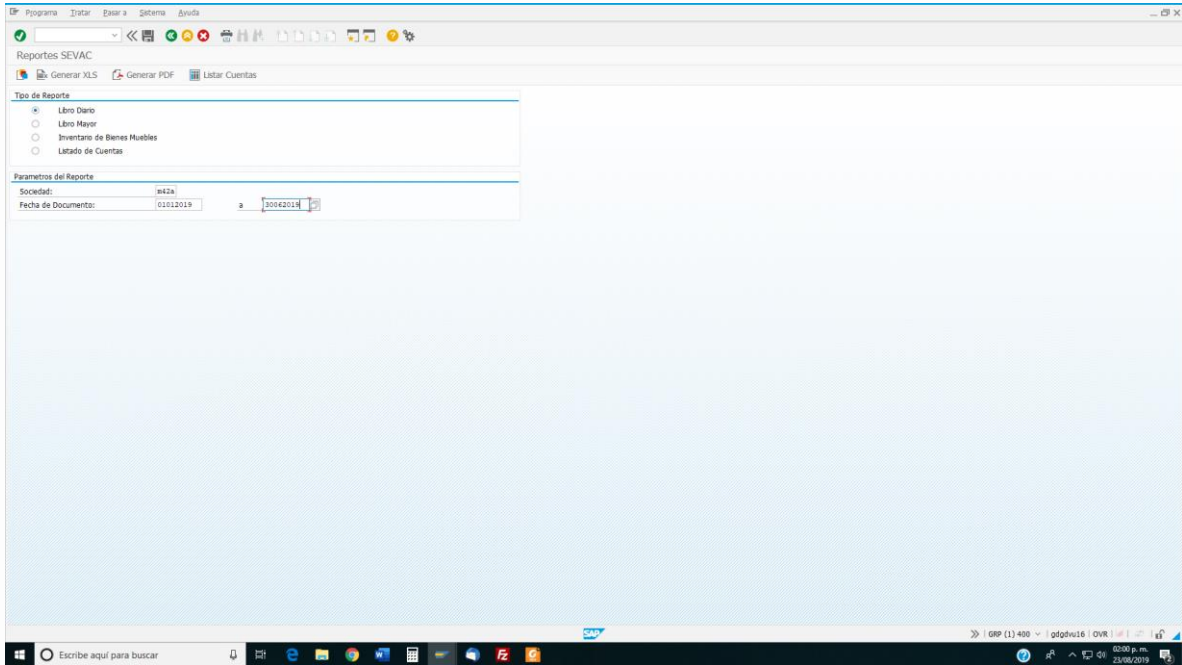 Programa Tratar Pasar a Sistema Ayuda
Reportes SEVAC
Generar XLS Generar PDF Listar Cuentas
Tipo de Reporte
Libro Diario
Libro Mayor
Inventario de Bienes Muebles
Listado de Cuentas
Parametros del Reporte
Sociedad: m42a
Fecha de Documento: 01012019 a 30062019
SAP
GRP (1) 400 gdgdvu16 OVR
Escribe aquí para buscar
02:00 p. m.
23/08/2019